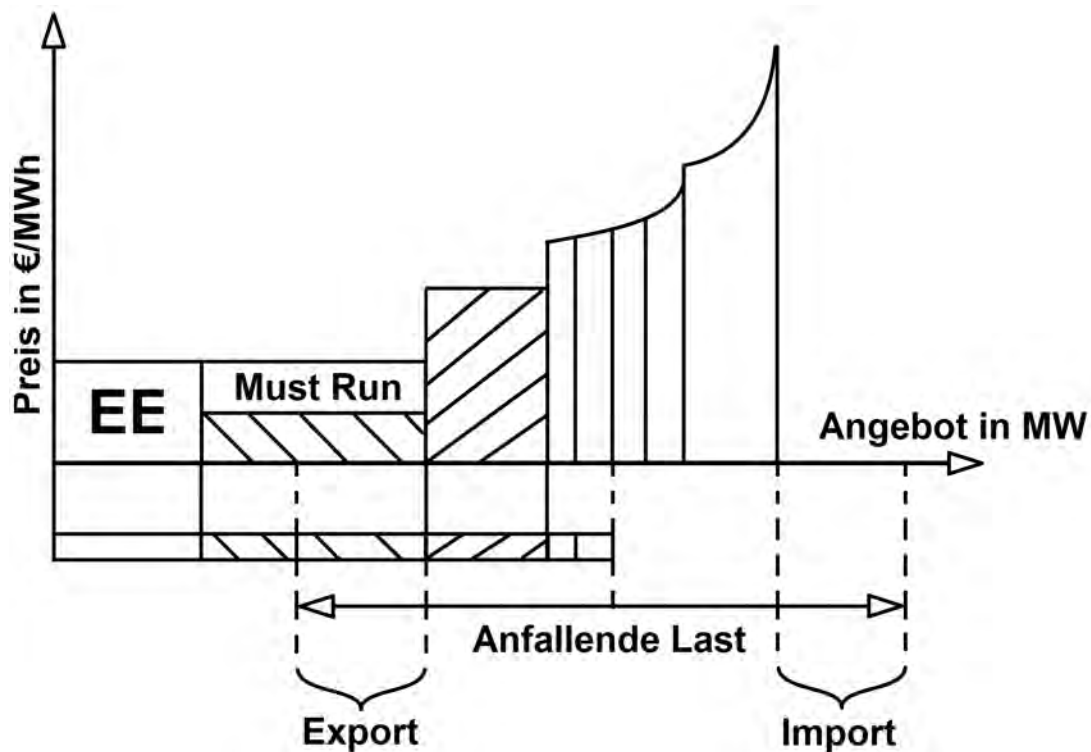 Preis in €/MWh
EE
Must Run
Angebot in MW
Anfallende Last
Export
Import